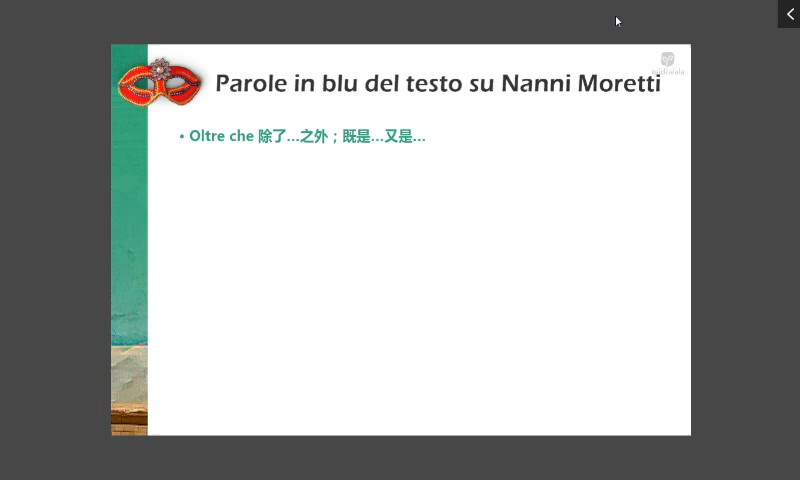 Parole in blu del testo su Nanni Moretti
• Oltre che 除了…之外；既是…又是…